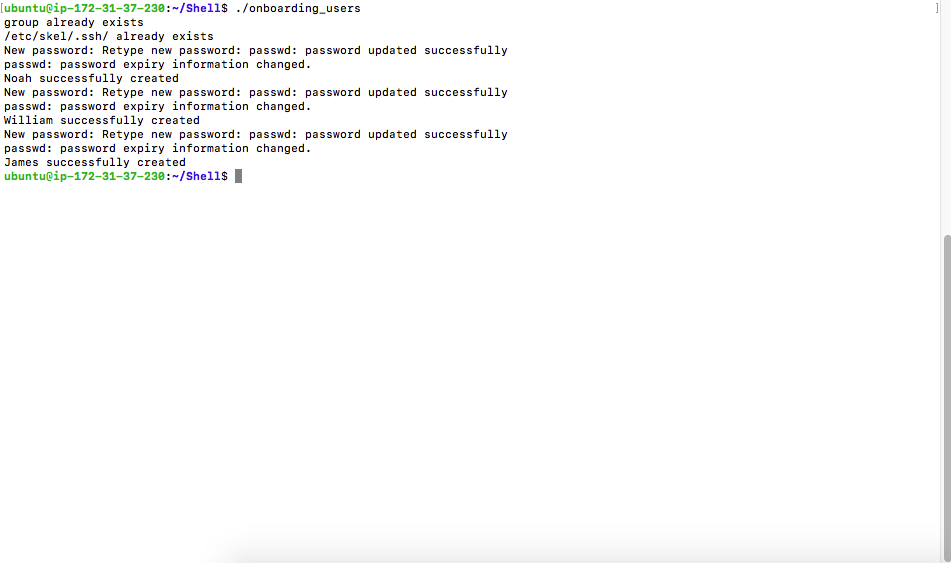 [ubuntu@ip-172-31-37-230:~/Shell$ ./onboarding_users ]
group already exists
/etc/skel/.ssh/ already exists
New password: Retype new password: passwd: password updated successfully
passwd: password expiry information changed.
Noah successfully created
New password: Retype new password: passwd: password updated successfully
passwd: password expiry information changed.
William successfully created
New password: Retype new password: passwd: password updated successfully
passwd: password expiry information changed.
James successfully created
ubuntu@ip-172-31-37-230:~/Shell$